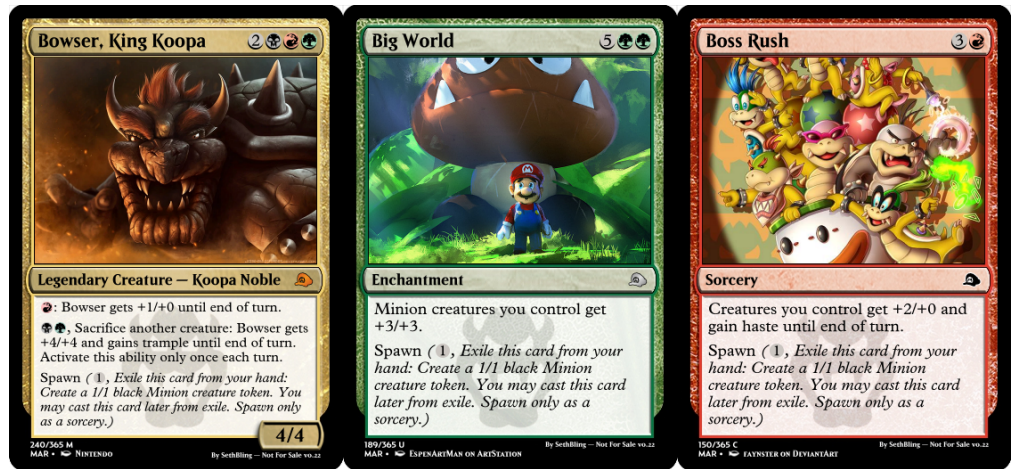 Bowser, King Koopa 2
Legendary Creature — Koopa Noble
: Bowser gets +1/+0 until end of turn.
, Sacrifice another creature: Bowser gets
+4/+4 and gains trample until end of turn.
Activate this ability only once each turn.
Spawn (1, Exile this card from your hand:
Create a 1/1 black Minion creature token. You
may cast this card later from exile. Spawn only
as a sorcery.)
4/4
240/365 M
MAR • NINTENDO
By SethBling — Not For Sale v0.22
Big World 5
Enchantment
Minion creatures you control get
+3/+3.
Spawn (1, Exile this card from your
hand: Create a 1/1 black Minion
creature token. You may cast this card
later from exile. Spawn only as a
sorcery.)
189/365 U
MAR • ESPENARTMAN ON ARTSTATION
By SethBling — Not For Sale v0.22
Boss Rush 3
Sorcery
Creatures you control get +2/+0 and
gain haste until end of turn.
Spawn (1, Exile this card from your
hand: Create a 1/1 black Minion
creature token. You may cast this card
later from exile. Spawn only as a
sorcery.)
150/365 C
MAR • FAYNSTER ON DEVIANTART
By SethBling — Not For Sale v0.22